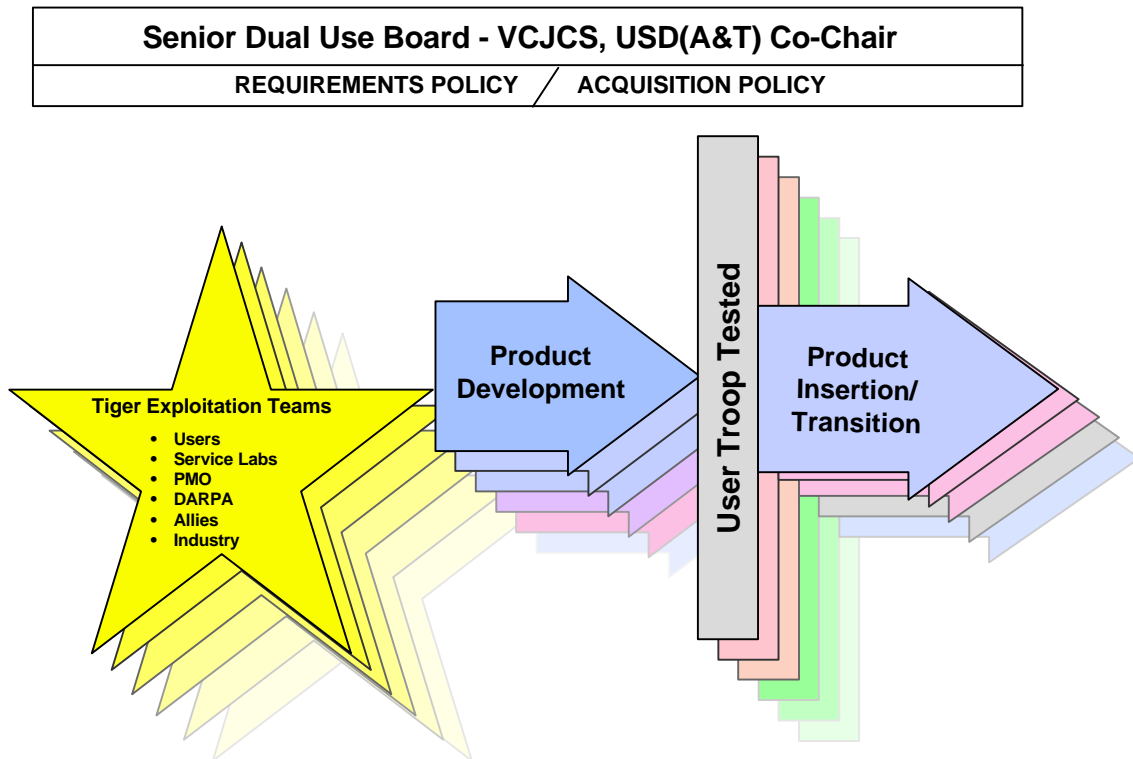 Senior Dual Use Board - VCJCS, USD(A&T) Co-Chair
REQUIREMENTS POLICY / ACQUISITION POLICY
Tiger Exploitation Teams
• Users
• Service Labs
• PMO
• DARPA
• Allies
• Industry
Product
Development
User Troop Tested
Product
Insertion/
Transition